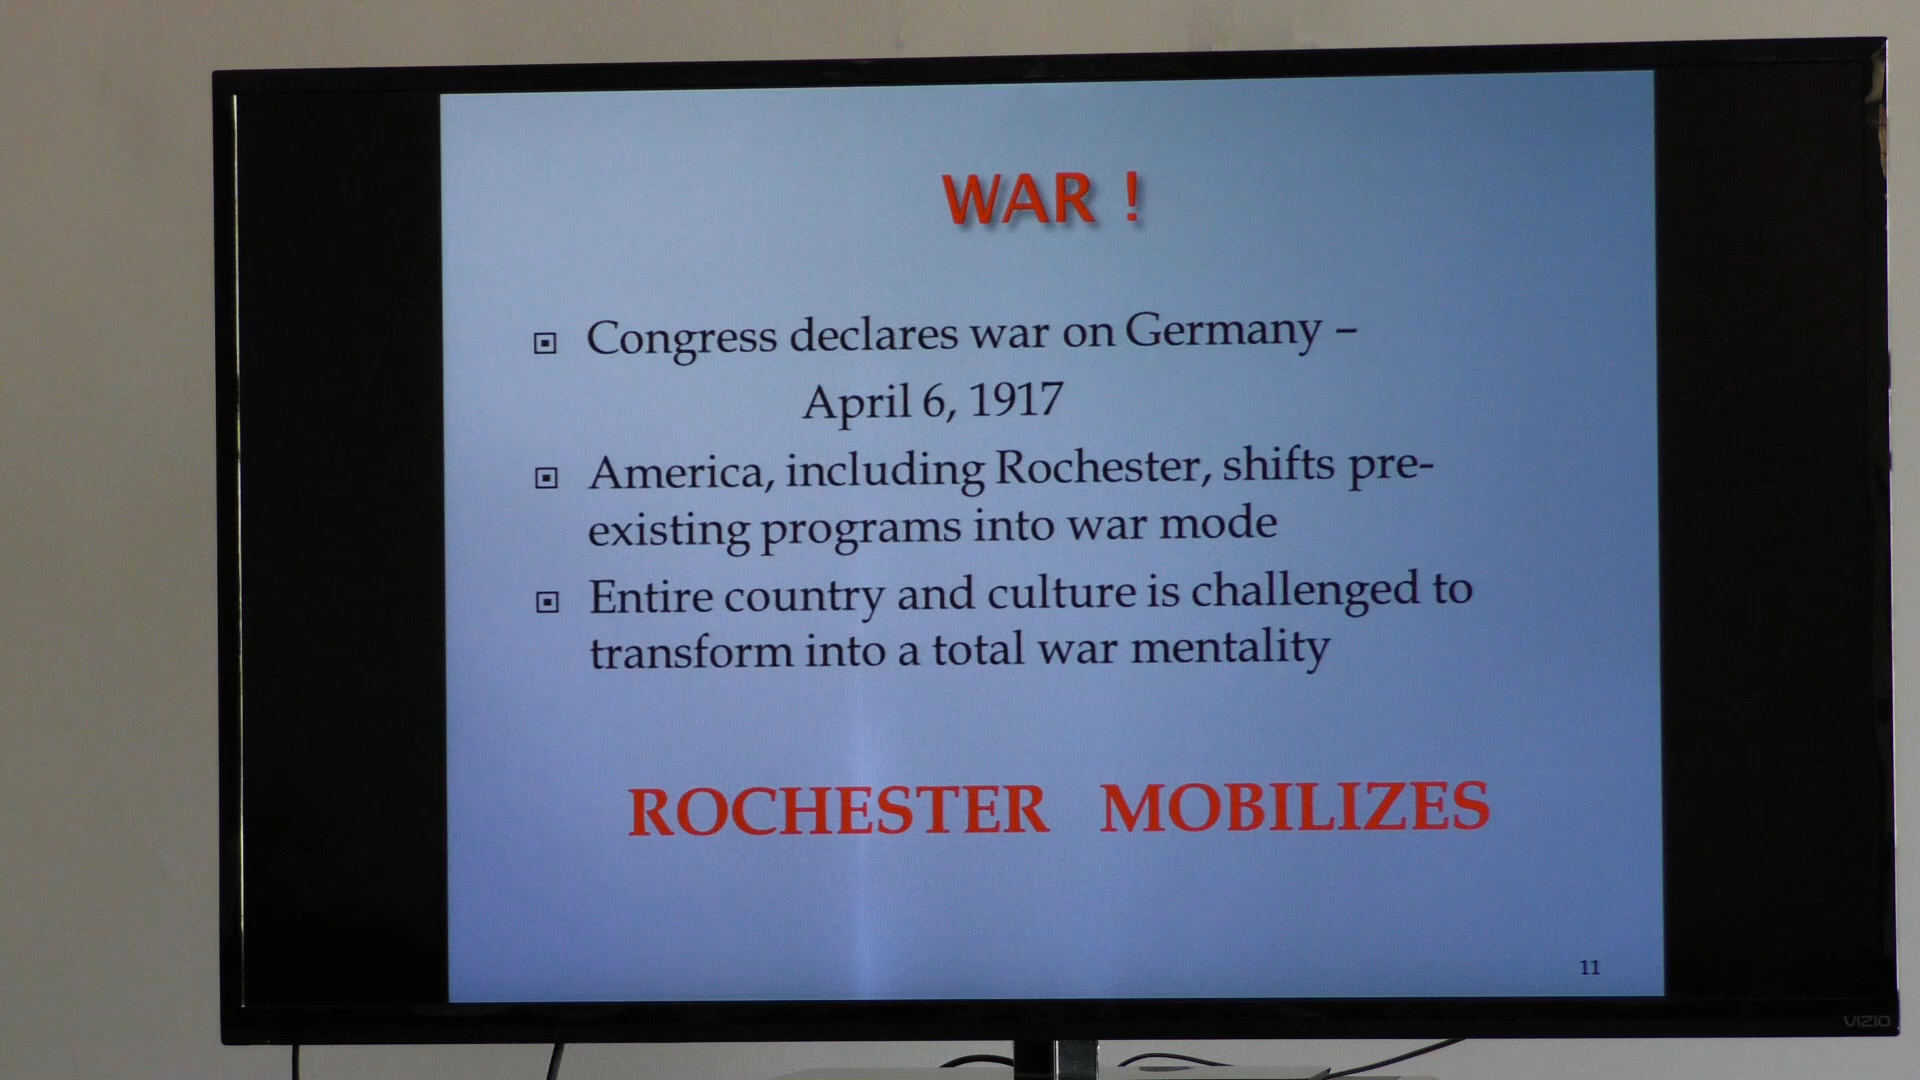 WAR !
Congress declares war on Germany –
April 6, 1917
America, including Rochester, shifts pre-
existing programs into war mode
Entire country and culture is challenged to
transform into a total war mentality
ROCHESTER MOBILIZES
11
VIZIO